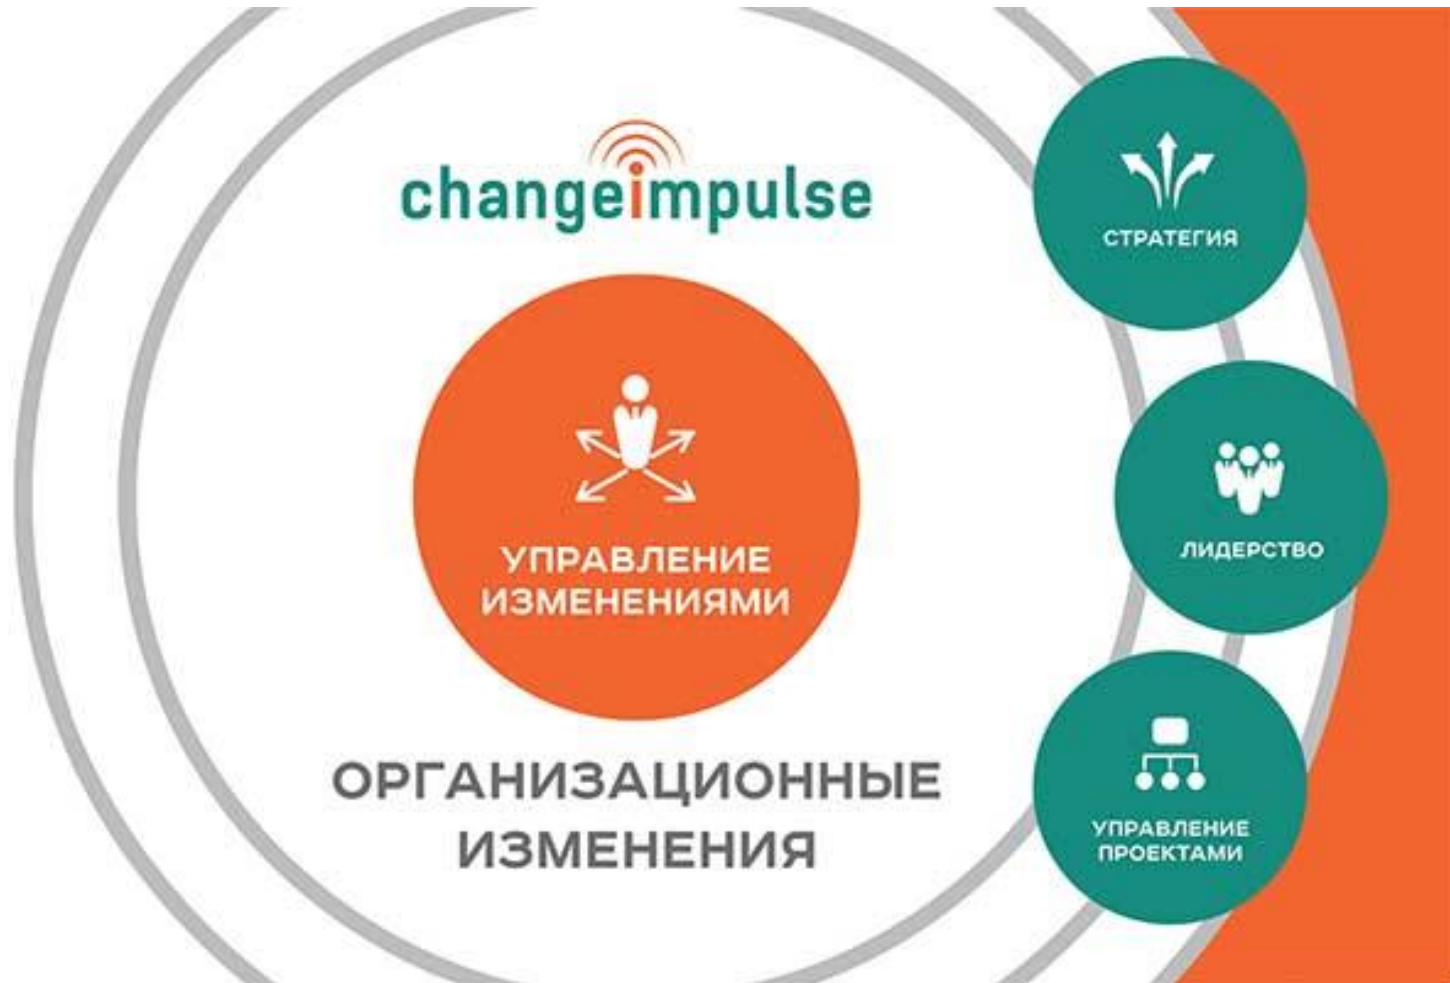 changeimpulse
УПРАВЛЕНИЕ
ИЗМЕНЕНИЯМИ
ОРГАНИЗАЦИОННЫЕ
ИЗМЕНЕНИЯ
СТРАТЕГИЯ
ЛИДЕРСТВО
УПРАВЛЕНИЕ
ПРОЕКТАМИ